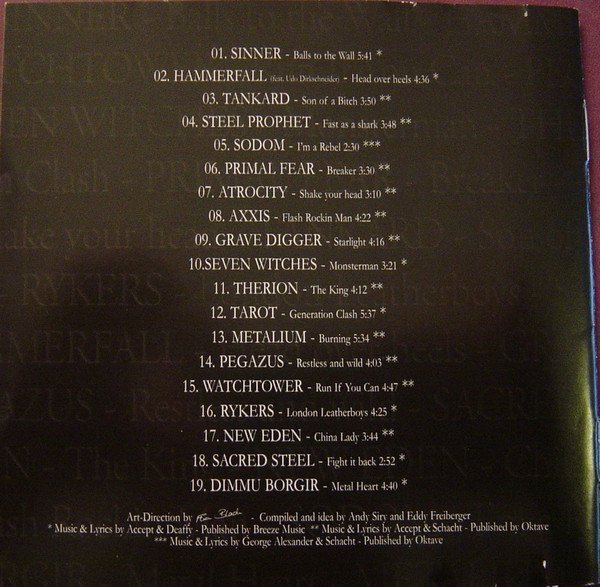 01. SINNER - Balls to the Wall 5:41 *
02. HAMMERFALL (feat. Udo Dirkschneider) - Head over heels 4:36 *
03. TANKARD - Son of a Bitch 3:50 **
04. STEEL PROPHET - Fast as a shark 3:48 **
05. SODOM - I'm a Rebel 2:30 ***
06. PRIMAL FEAR - Breaker 3:30 **
07. ATROCITY - Shake your head 3:10 **
08. AXXIS - Flash Rockin Man 4:22 **
09. GRAVE DIGGER - Starlight 4:16 **
10.SEVEN WITCHES - Monsterman 3:21 *
11. THERION - The King 4:12 **
12. TAROT - Generation Clash 5:37 *
13. METALIUM - Burning 5:34 **
14. PEGAZUS - Restless and wild 4:03 **
15. WATCHTOWER - Run If You Can 4:47 **
16. RYKERS - London Leatherboys 4:25 *
17. NEW EDEN - China Lady 3:44 **
18. SACRED STEEL - Fight it back 2:52 *
19. DIMMU BORGIR - Metal Heart 4:40 *
Art-Direction by - Compiled and idea by Andy Siry and Eddy Freiberger
* Music & Lyrics by Accept & Deaffy - Published by Breeze Music ** Music & Lyrics by Accept & Schacht - Published by Oktave
*** Music & Lyrics by George Alexander & Schacht - Published by Oktave